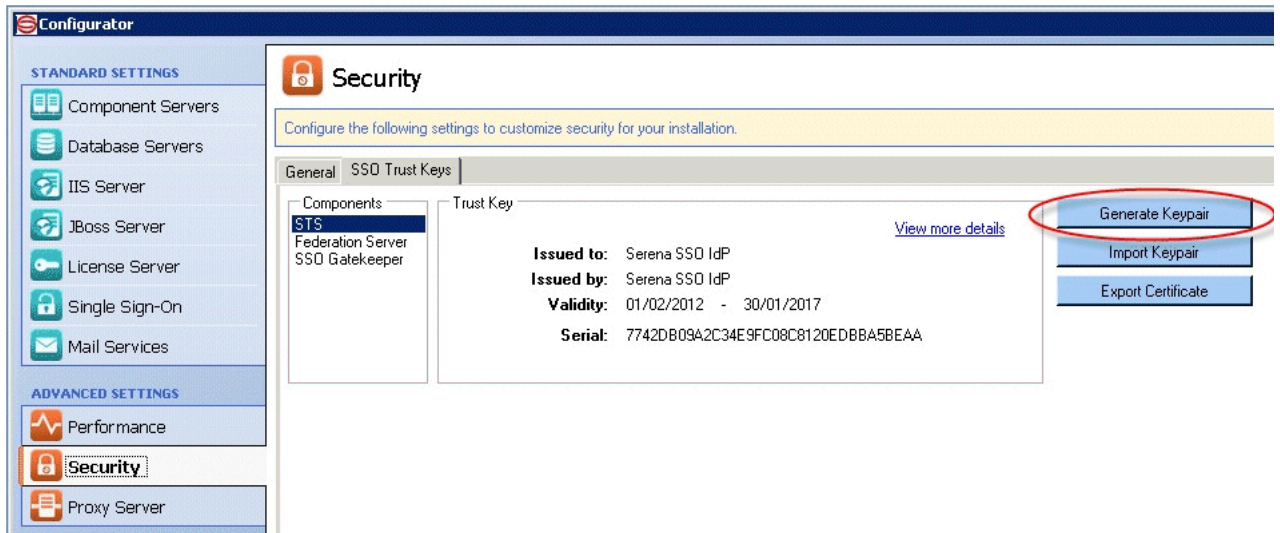 Configurator
STANDARD SETTINGS
Component Servers
Database Servers
IIS Server
JBoss Server
License Server
Single Sign-On
Mail Services
ADVANCED SETTINGS
Performance
Security
Proxy Server
Security
Configure the following settings to customize security for your installation.
General SSO Trust Keys
Components
STS
Federation Server
SSO Gatekeeper
Trust Key
View more details
Issued to: Serena SSO IdP
Issued by: Serena SSO IdP
Validity: 01/02/2012 - 30/01/2017
Serial: 7742DB09A2C34E9FC08C8120EDBBA5BEAA
Generate Keypair
Import Keypair
Export Certificate